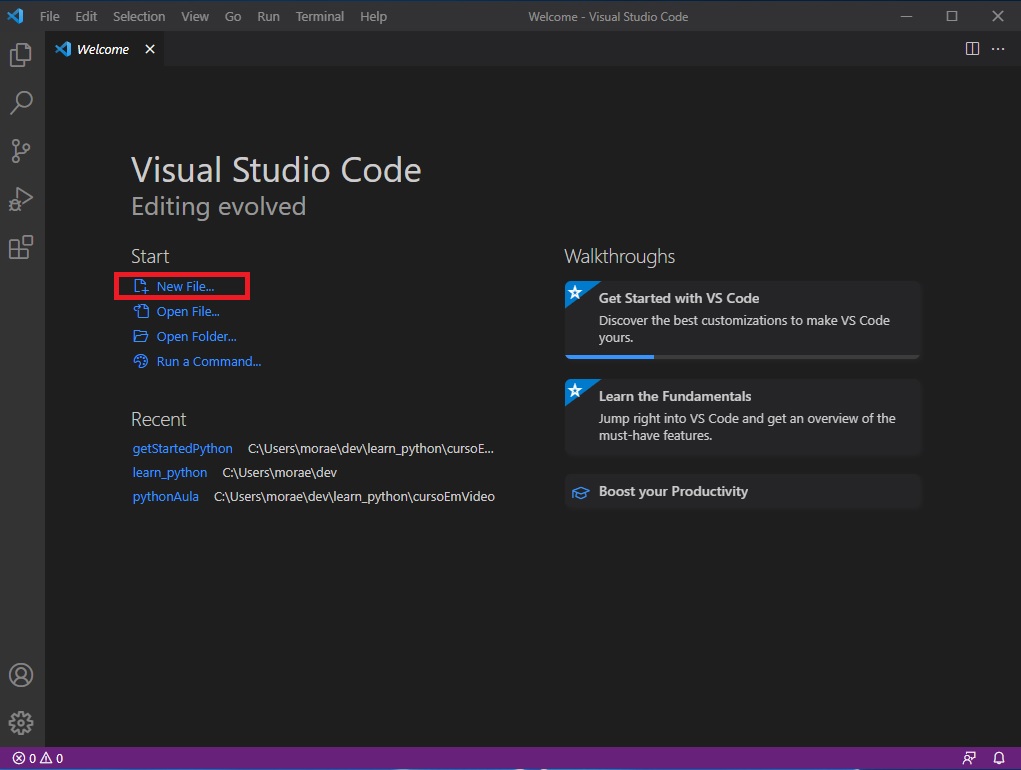 File Edit Selection View Go Run Terminal Help Welcome - Visual Studio Code
Welcome
Visual Studio Code
Editing evolved
Start
New File...
Open File...
Open Folder...
Run a Command...
Recent
getStartedPython C:\Users\morae\dev\learn_python\cursoE...
learn_python C:\Users\morae\dev
pythonAula C:\Users\morae\dev\learn_python\cursoEmVideo
Walkthroughs
Get Started with VS Code
Discover the best customizations to make VS Code
yours.
Learn the Fundamentals
Jump right into VS Code and get an overview of the
must-have features.
Boost your Productivity
0 0